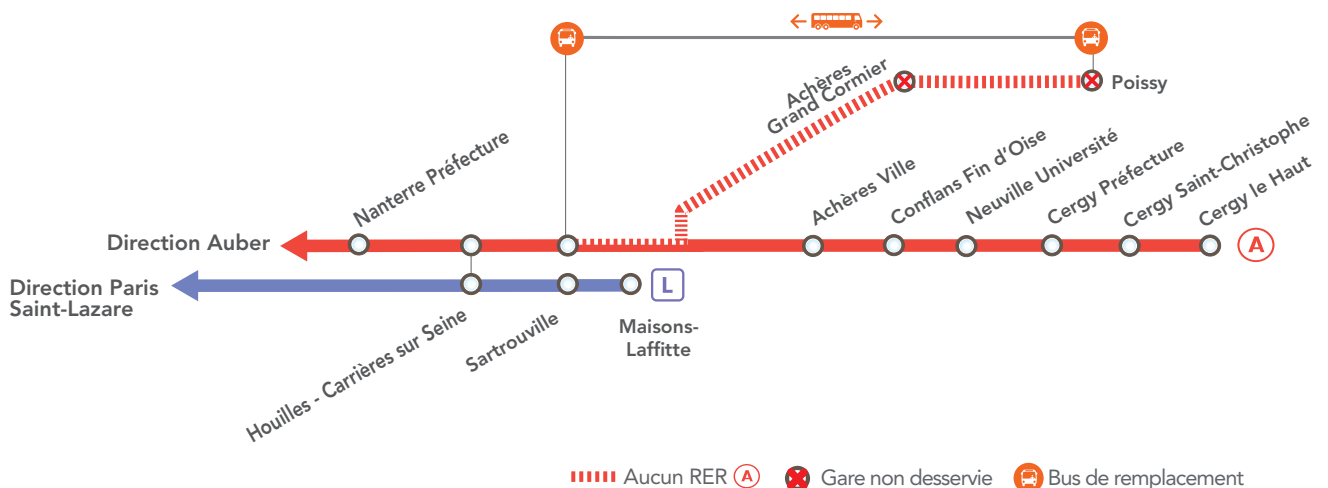 Achères
Grand Cormier
Poissy
Nanterre Préfecture
Achères Ville
Conflans Fin d'Oise
Neuville Université
Cergy Préfecture
Cergy Saint-Christophe
Cergy le Haut
Direction Auber
A
Direction Paris
Saint-Lazare
L
Houilles - Carrières sur Seine
Sartrouville
Maisons-
Laffitte
Aucun RER A
Gare non desservie
Bus de remplacement